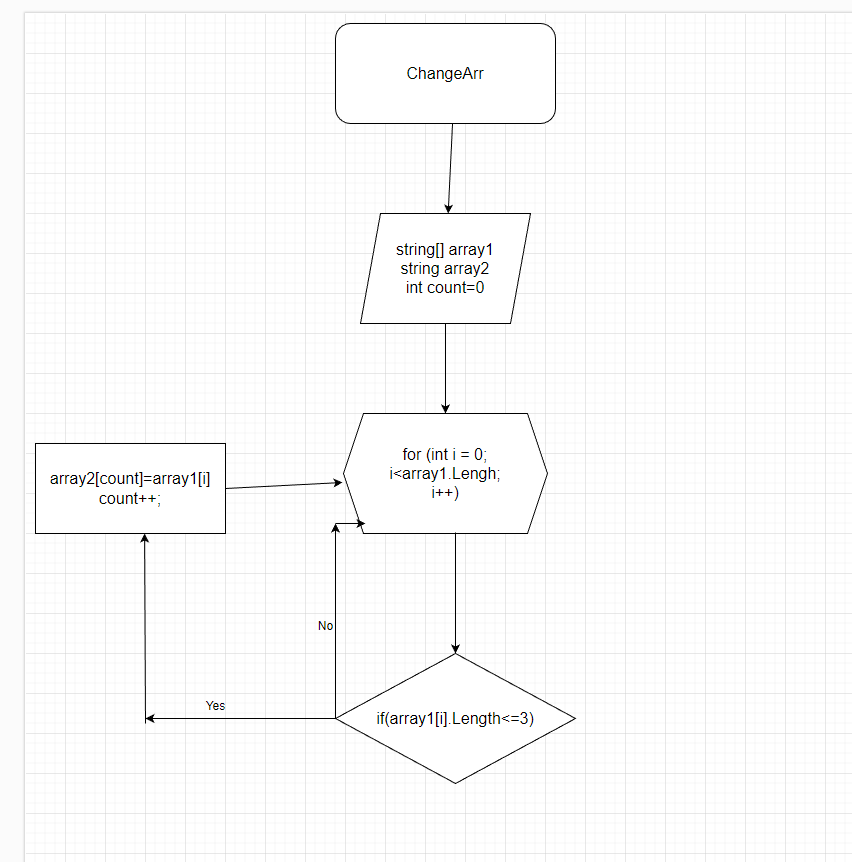 ChangeArr
string[] array1
string array2
int count=0
for (int i = 0;
i<array1.Lengh;
i++)
array2[count]=array1[i]
count++;
No
Yes
if(array1[i].Length<=3)